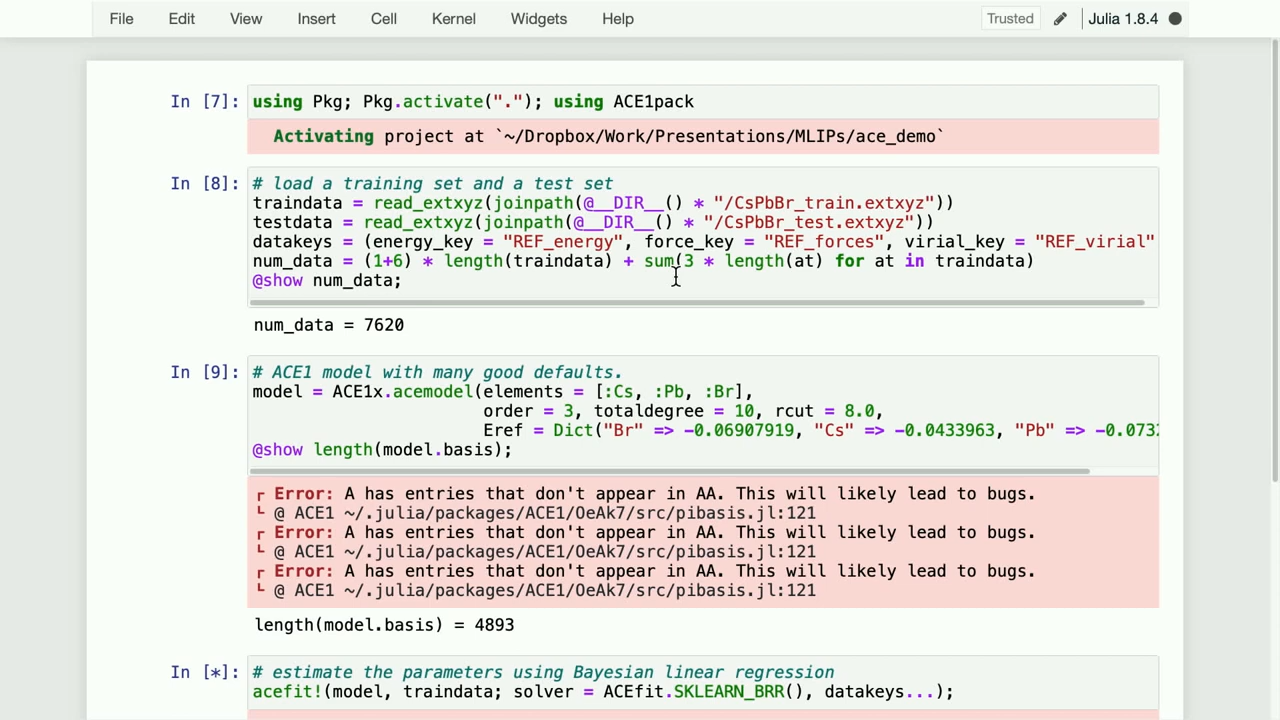 File Edit View Insert Cell Kernel Widgets Help Trusted Julia 1.8.4
In [7]: using Pkg; Pkg.activate("."); using ACE1pack
Activating project at `~/Dropbox/Work/Presentations/MLIPs/ace_demo`
In [8]: # load a training set and a test set
traindata = read_extxyz(joinpath(@__DIR__() * "/CsPbBr_train.extxyz"))
testdata = read_extxyz(joinpath(@__DIR__() * "/CsPbBr_test.extxyz"))
datakeys = (energy_key = "REF_energy", force_key = "REF_forces", virial_key = "REF_virial"
num_data = (1+6) * length(traindata) + sum(3 * length(at) for at in traindata)
@show num_data;
num_data = 7620
In [9]: # ACE1 model with many good defaults.
model = ACE1x.acemodel(elements = [:Cs, :Pb, :Br],
order = 3, totaldegree = 10, rcut = 8.0,
Eref = Dict("Br" => -0.06907919, "Cs" => -0.0433963, "Pb" => -0.073
@show length(model.basis);
┌ Error: A has entries that don't appear in AA. This will likely lead to bugs.
└ @ ACE1 ~/.julia/packages/ACE1/OeAk7/src/pibasis.jl:121
┌ Error: A has entries that don't appear in AA. This will likely lead to bugs.
└ @ ACE1 ~/.julia/packages/ACE1/OeAk7/src/pibasis.jl:121
┌ Error: A has entries that don't appear in AA. This will likely lead to bugs.
└ @ ACE1 ~/.julia/packages/ACE1/OeAk7/src/pibasis.jl:121
length(model.basis) = 4893
In [*]: # estimate the parameters using Bayesian linear regression
acefit!(model, traindata; solver = ACEfit.SKLEARN_BRR(), datakeys...);